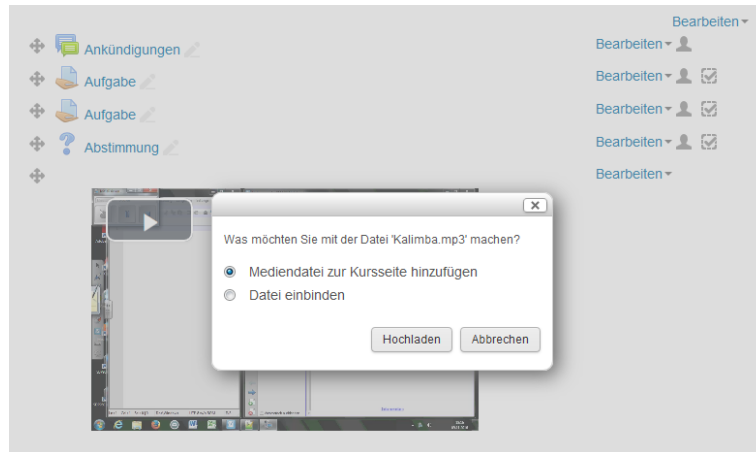 Bearbeiten
Ankündigungen Bearbeiten
Aufgabe Bearbeiten
Aufgabe Bearbeiten
Abstimmung Bearbeiten
Bearbeiten
Was möchten Sie mit der Datei 'Kalimba.mp3' machen?
Mediendatei zur Kursseite hinzufügen
Datei einbinden
Hochladen Abbrechen